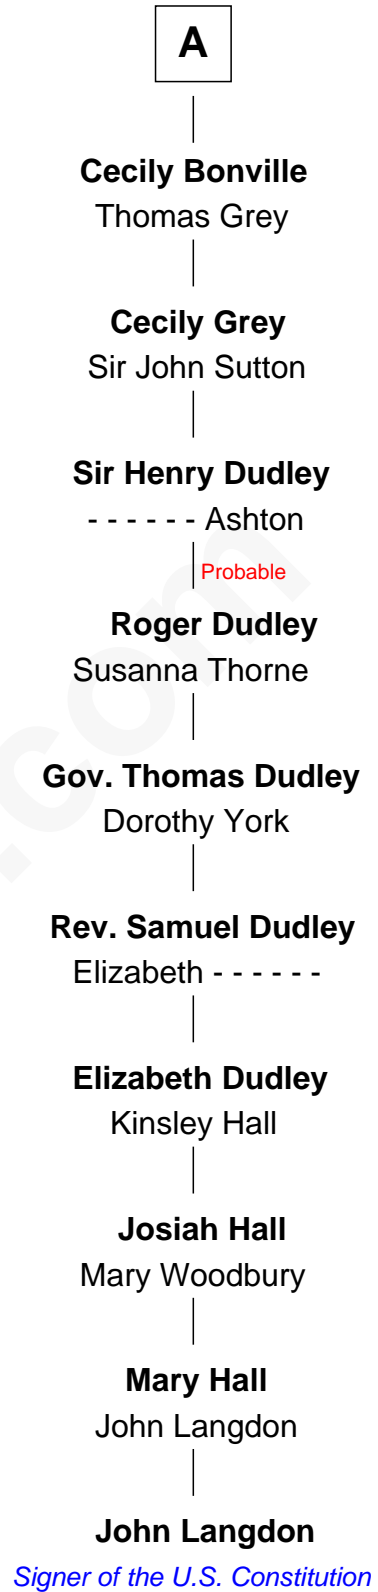 A
Cecily Bonville
Thomas Grey
Cecily Grey
Sir John Sutton
Sir Henry Dudley
- - - - - - Ashton
Probable
Roger Dudley
Susanna Thorne
Gov. Thomas Dudley
Dorothy York
Rev. Samuel Dudley
Elizabeth - - - - - -
Elizabeth Dudley
Kinsley Hall
Josiah Hall
Mary Woodbury
Mary Hall
John Langdon
John Langdon
Signer of the U.S. Constitution
.com